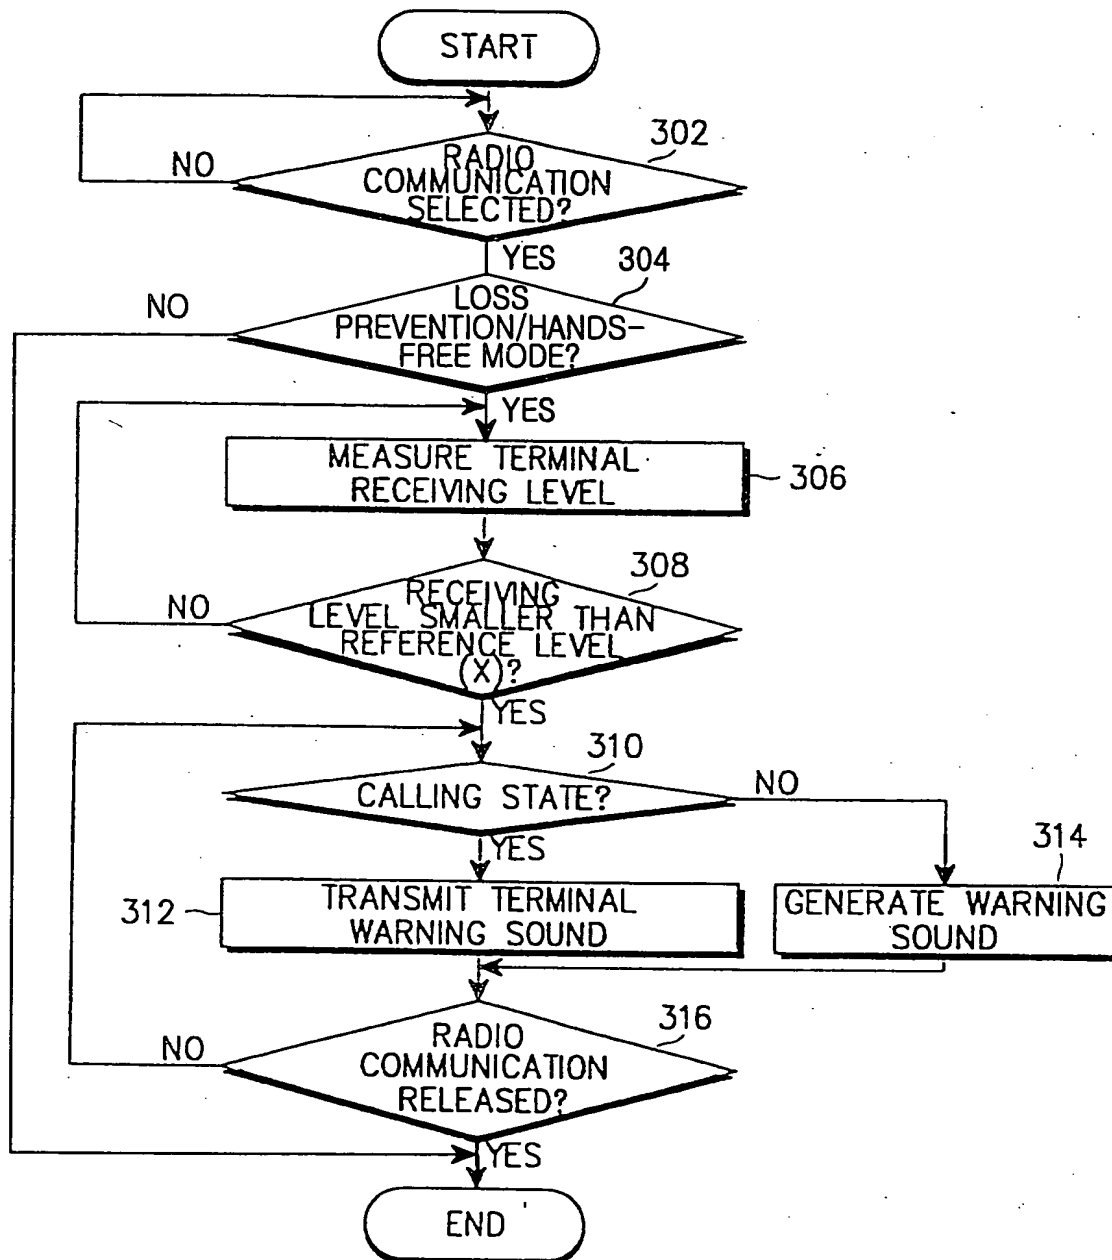 START
302
RADIO
COMMUNICATION
SELECTED?
NO
YES
304
NO
LOSS
PREVENTION/HANDS-
FREE MODE?
YES
MEASURE TERMINAL
RECEIVING LEVEL
306
308
RECEIVING
LEVEL SMALLER THAN
REFERENCE LEVEL
(X)?
NO
YES
310
CALLING STATE?
NO
YES
314
312
TRANSMIT TERMINAL
WARNING SOUND
GENERATE WARNING
SOUND
316
RADIO
COMMUNICATION
RELEASED?
NO
YES
END